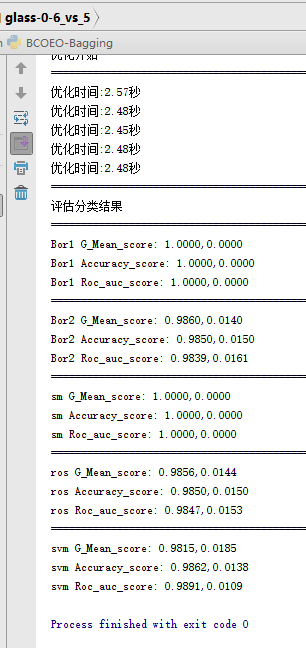 glass-0-6_vs_5
BCOEO-Bagging
优化开始
优化时间:2.57秒
优化时间:2.48秒
优化时间:2.45秒
优化时间:2.48秒
优化时间:2.48秒
评估分类结果
Bor1 G_Mean_score: 1.0000,0.0000
Bor1 Accuracy_score: 1.0000,0.0000
Bor1 Roc_auc_score: 1.0000,0.0000
Bor2 G_Mean_score: 0.9860,0.0140
Bor2 Accuracy_score: 0.9850,0.0150
Bor2 Roc_auc_score: 0.9839,0.0161
sm G_Mean_score: 1.0000,0.0000
sm Accuracy_score: 1.0000,0.0000
sm Roc_auc_score: 1.0000,0.0000
ros G_Mean_score: 0.9856,0.0144
ros Accuracy_score: 0.9850,0.0150
ros Roc_auc_score: 0.9847,0.0153
svm G_Mean_score: 0.9815,0.0185
svm Accuracy_score: 0.9862,0.0138
svm Roc_auc_score: 0.9891,0.0109
Process finished with exit code 0